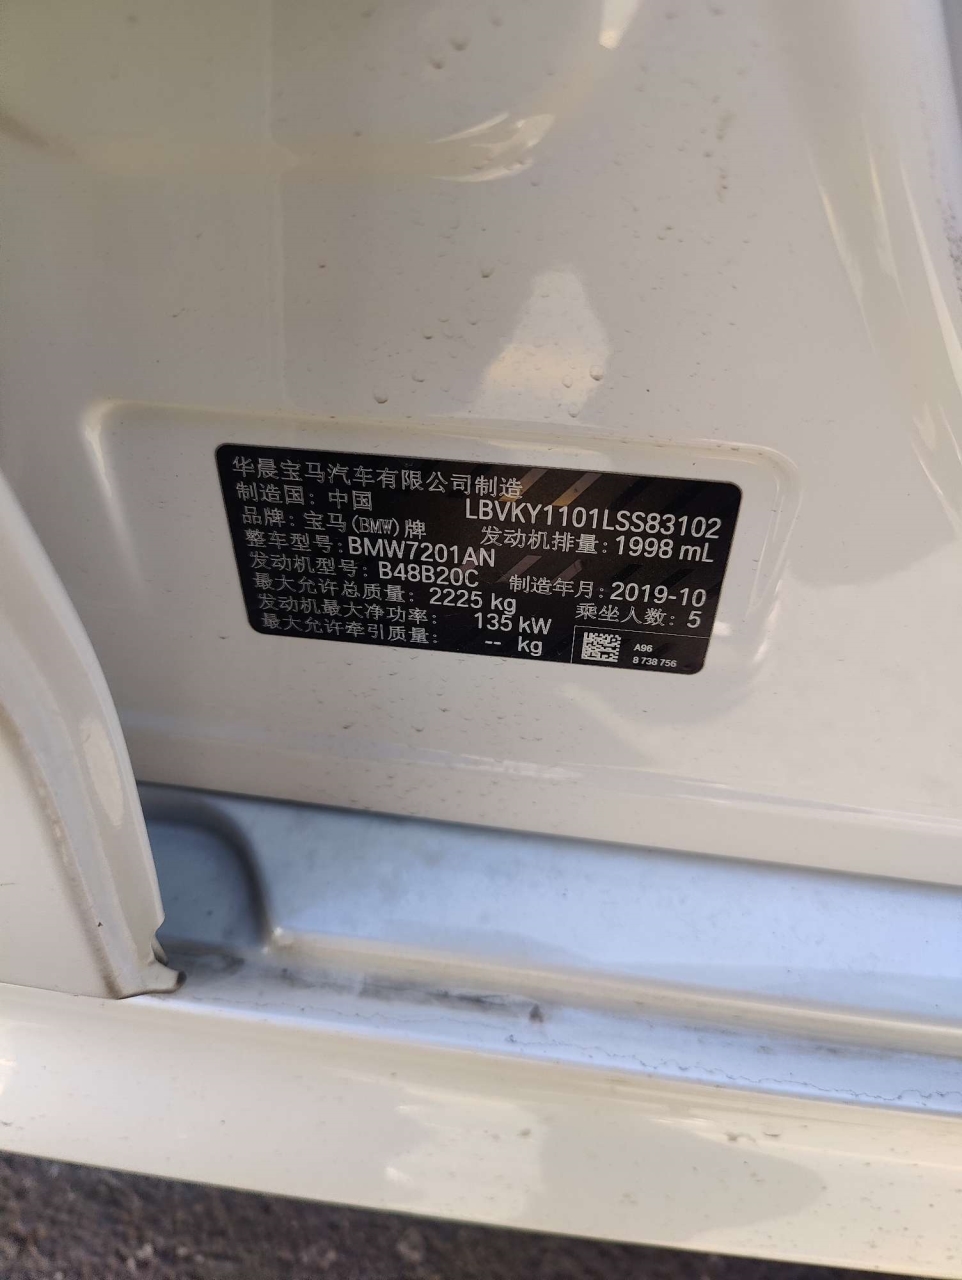 华晨宝马汽车有限公司制造
制造国：中国 LBVKY1101LSS83102
品牌：宝马(BMW)牌 发动机排量：1998 mL
整车型号：BMW7201AN
发动机型号：B48B20C 制造年月：2019-10
最大允许总质量：2225 kg 乘坐人数：5
发动机最大净功率：135 kW
最大允许牵引质量：-- kg
A96
8 738 756